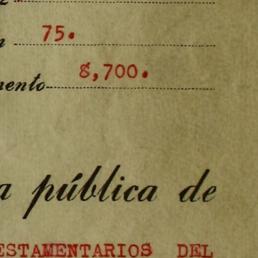 75.
8,700.
mento
a pública de
ESTAMENTARIOS DEL